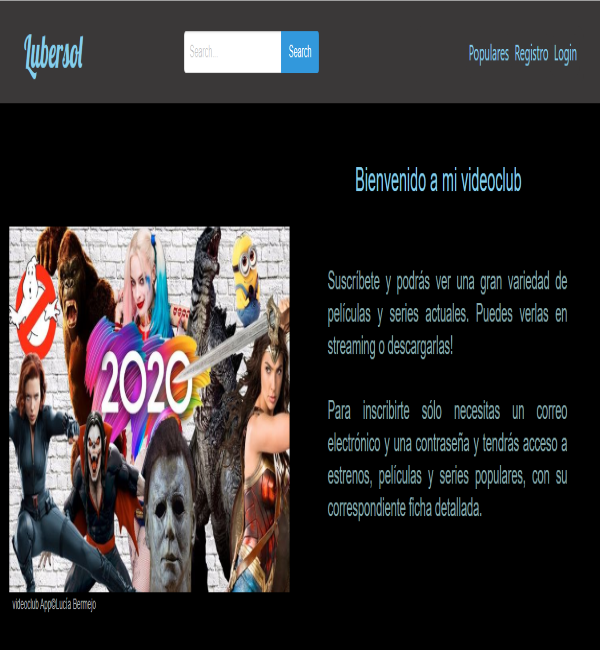 Lubersol
Search...
Search
Populares Registro Login
Bienvenido a mi videoclub
Suscribete y podrás ver una gran variedad de
películas y series actuales. Puedes verlas en
streaming o descargarlas!
Para inscribirte sólo necesitas un correo
electrónico y una contraseña y tendrás acceso a
estrenos, películas y series populares, con su
correspondiente ficha detallada.
2020
videoclub App©Lucía Bermejo